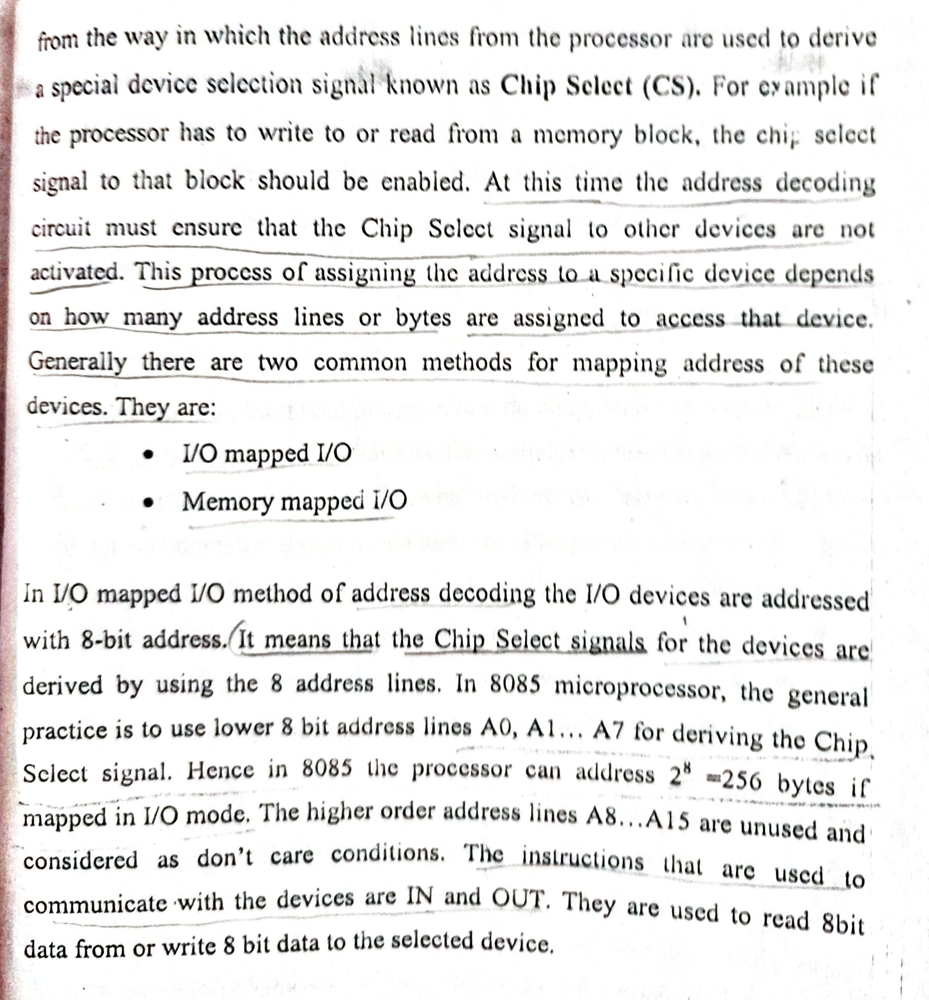 from the way in which the address lines from the processor are used to derive
a special device selection signal known as Chip Select (CS). For example if
the processor has to write to or read from a memory block, the chip select
signal to that block should be enabled. At this time the address decoding
circuit must ensure that the Chip Select signal to other devices are not
activated. This process of assigning the address to a specific device depends
on how many address lines or bytes are assigned to access that device.
Generally there are two common methods for mapping address of these
devices. They are:
• I/O mapped I/O
• Memory mapped I/O
In I/O mapped I/O method of address decoding the I/O devices are addressed
with 8-bit address. It means that the Chip Select signals for the devices are
derived by using the 8 address lines. In 8085 microprocessor, the general
practice is to use lower 8 bit address lines A0, A1... A7 for deriving the Chip
Select signal. Hence in 8085 the processor can address 2⁸ =256 bytes if
mapped in I/O mode. The higher order address lines A8...A15 are unused and
considered as don't care conditions. The instructions that are used to
communicate with the devices are IN and OUT. They are used to read 8bit
data from or write 8 bit data to the selected device.